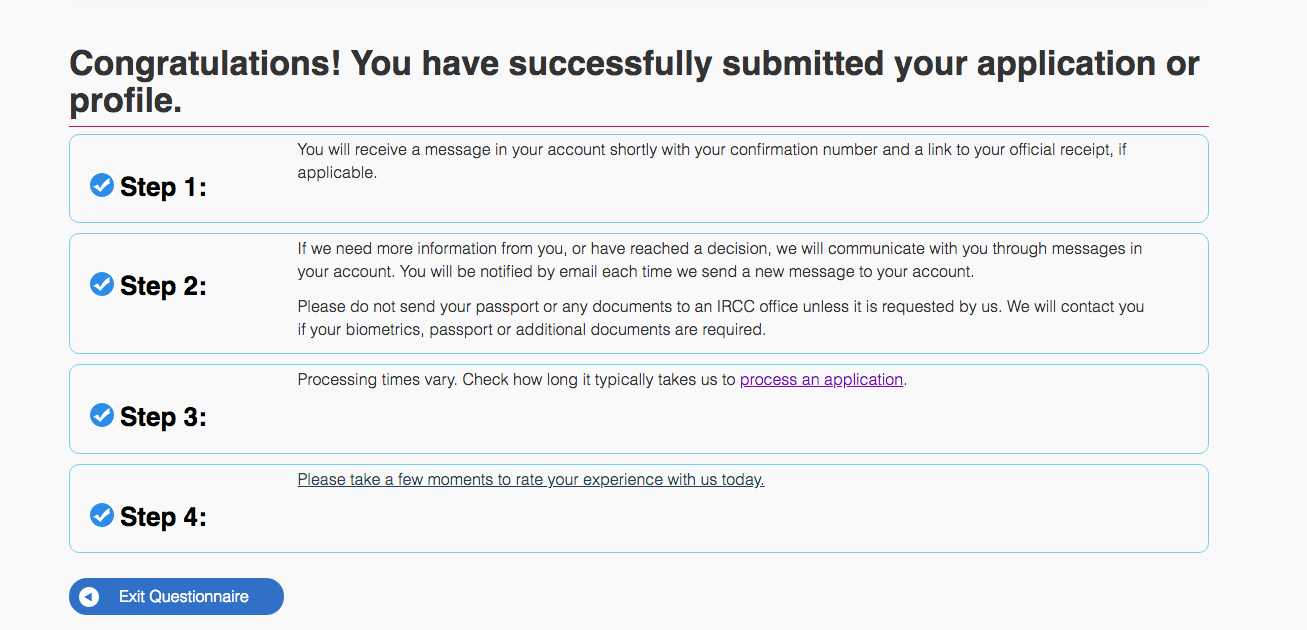 Congratulations! You have successfully submitted your application or
profile.
Step 1:
You will receive a message in your account shortly with your confirmation number and a link to your official receipt, if
applicable.
Step 2:
If we need more information from you, or have reached a decision, we will communicate with you through messages in
your account. You will be notified by email each time we send a new message to your account.
Please do not send your passport or any documents to an IRCC office unless it is requested by us. We will contact you
if your biometrics, passport or additional documents are required.
Step 3:
Processing times vary. Check how long it typically takes us to process an application.
Step 4:
Please take a few moments to rate your experience with us today.
Exit Questionnaire